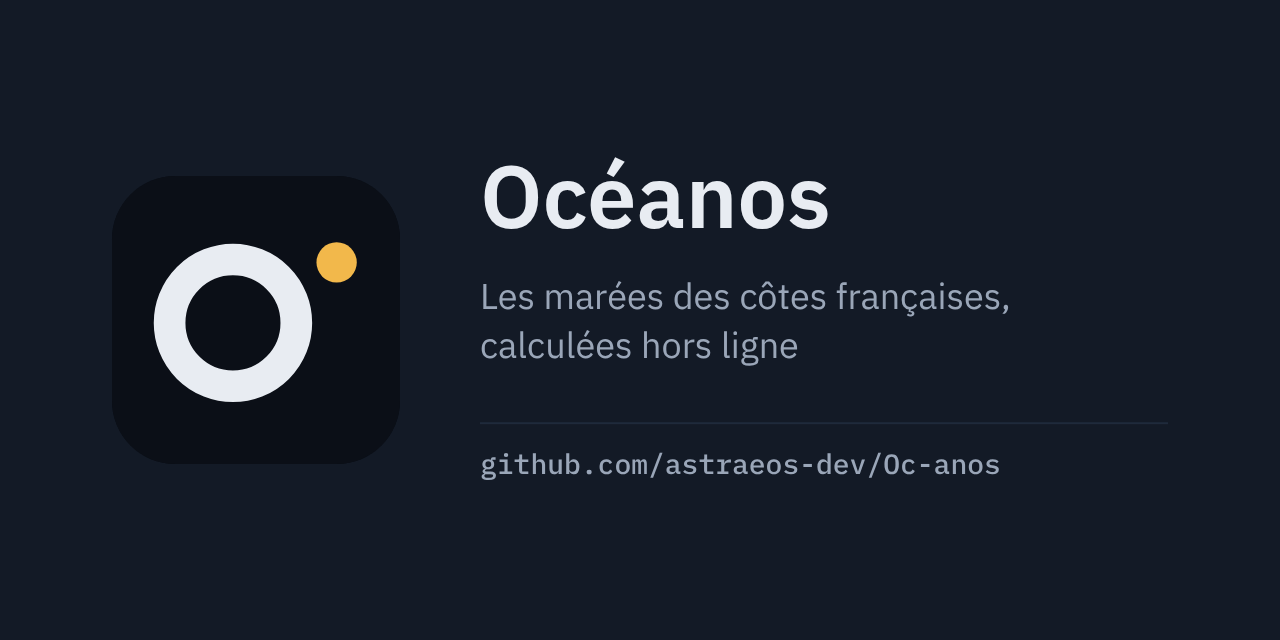 Océanos
Les marées des côtes françaises,
calculées hors ligne
github.com/astraeos-dev/Oc-anos